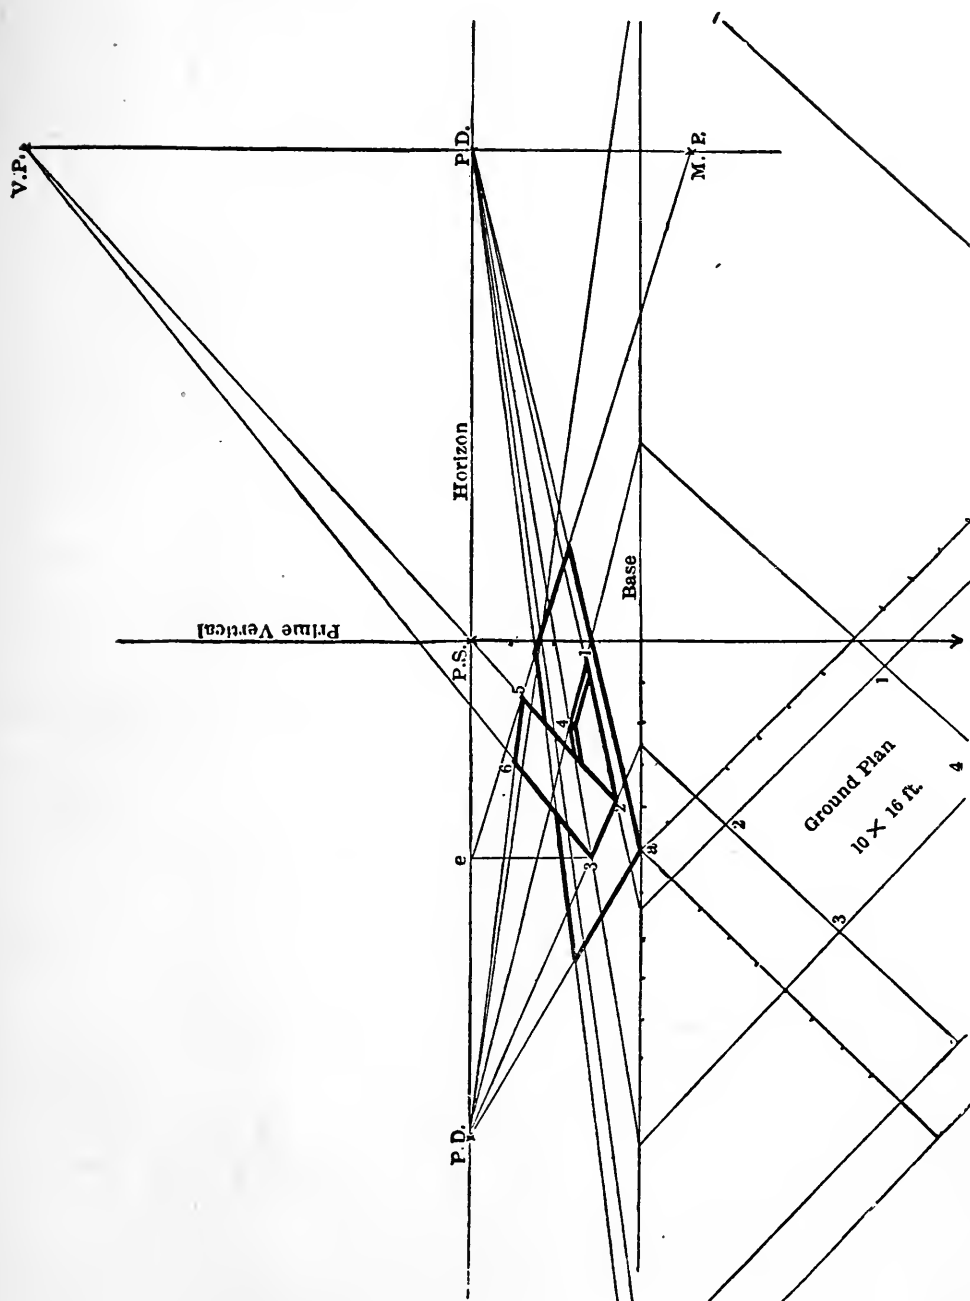 V.P.
P.D.
M.P.
Horizon
Prime Vertical
P.S.
Base
5
6
4
1
e
3
2
a
P.D.
1
2
3
4
Ground Plan
10 × 16 ft.